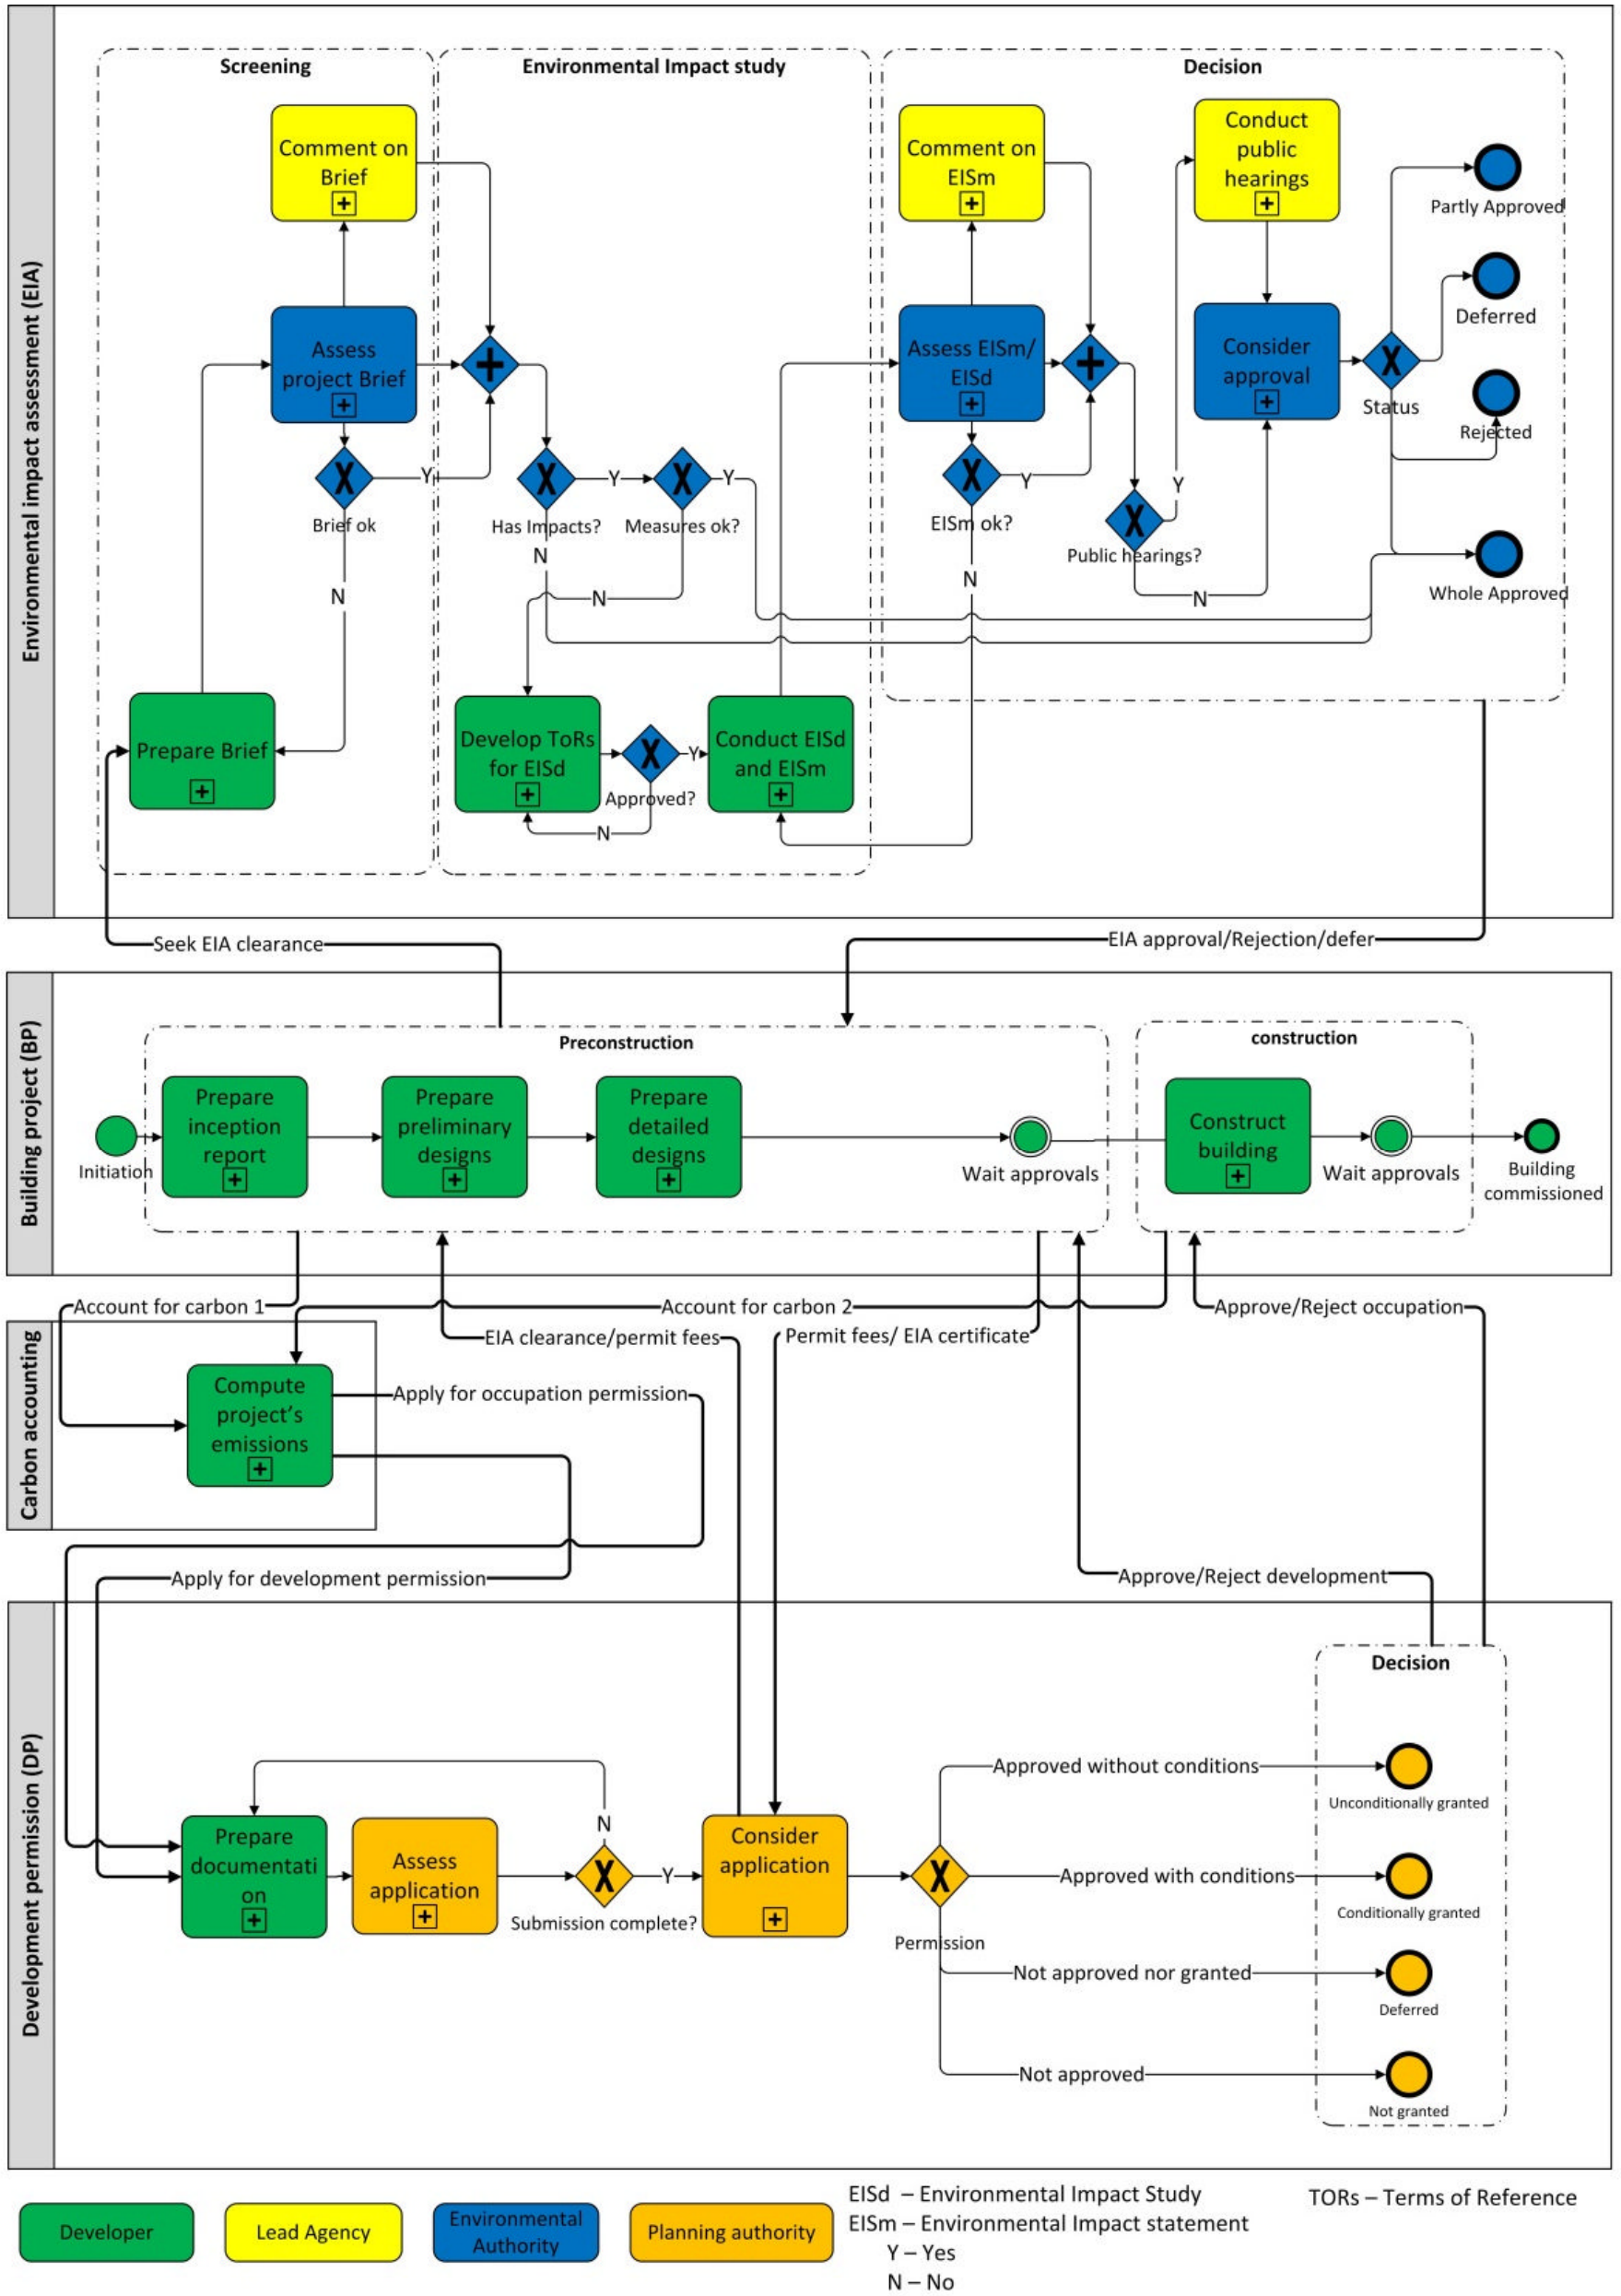 Environmental impact assessment (EIA)
Screening
Environmental Impact study
Decision
Comment on
Brief
Comment on
EISm
Conduct
public
hearings
Partly Approved
Deferred
Assess
project Brief
Assess EISm/
EISd
Consider
approval
Status
Rejected
Y
Y
Y
Y
Y
Brief ok
Has Impacts?
Measures ok?
EISm ok?
Public hearings?
N
N
N
N
N
Whole Approved
Prepare Brief
Develop ToRs
for EISd
Y
Conduct EISd
and EISm
Approved?
N
Seek EIA clearance
EIA approval/Rejection/defer
Building project (BP)
Preconstruction
construction
Prepare
inception
report
Prepare
preliminary
designs
Prepare
detailed
designs
Construct
building
Initiation
Wait approvals
Wait approvals
Building
commissioned
Account for carbon 1
Account for carbon 2
Approve/Reject occupation
EIA clearance/permit fees
Permit fees/ EIA certificate
Carbon accounting
Compute
project's
emissions
Apply for occupation permission
Apply for development permission
Approve/Reject development
Development permission (DP)
Decision
Approved without conditions
Unconditionally granted
N
Prepare
documentati
on
Assess
application
Y
Submission complete?
Consider
application
Approved with conditions
Conditionally granted
Permission
Not approved nor granted
Deferred
Not approved
Not granted
Developer
Lead Agency
Environmental
Authority
Planning authority
EISd – Environmental Impact Study
EISm – Environmental Impact statement
Y – Yes
N – No
TORs – Terms of Reference